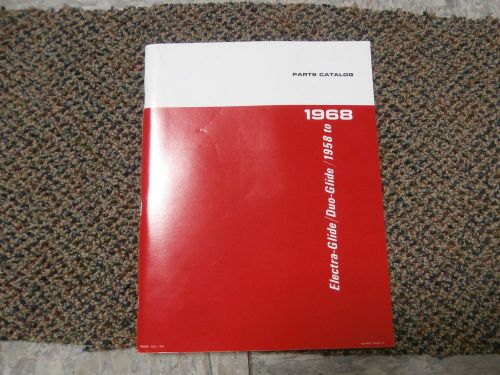 PARTS CATALOG
1968
Electra-Glide/Duo-Glide/1958 to